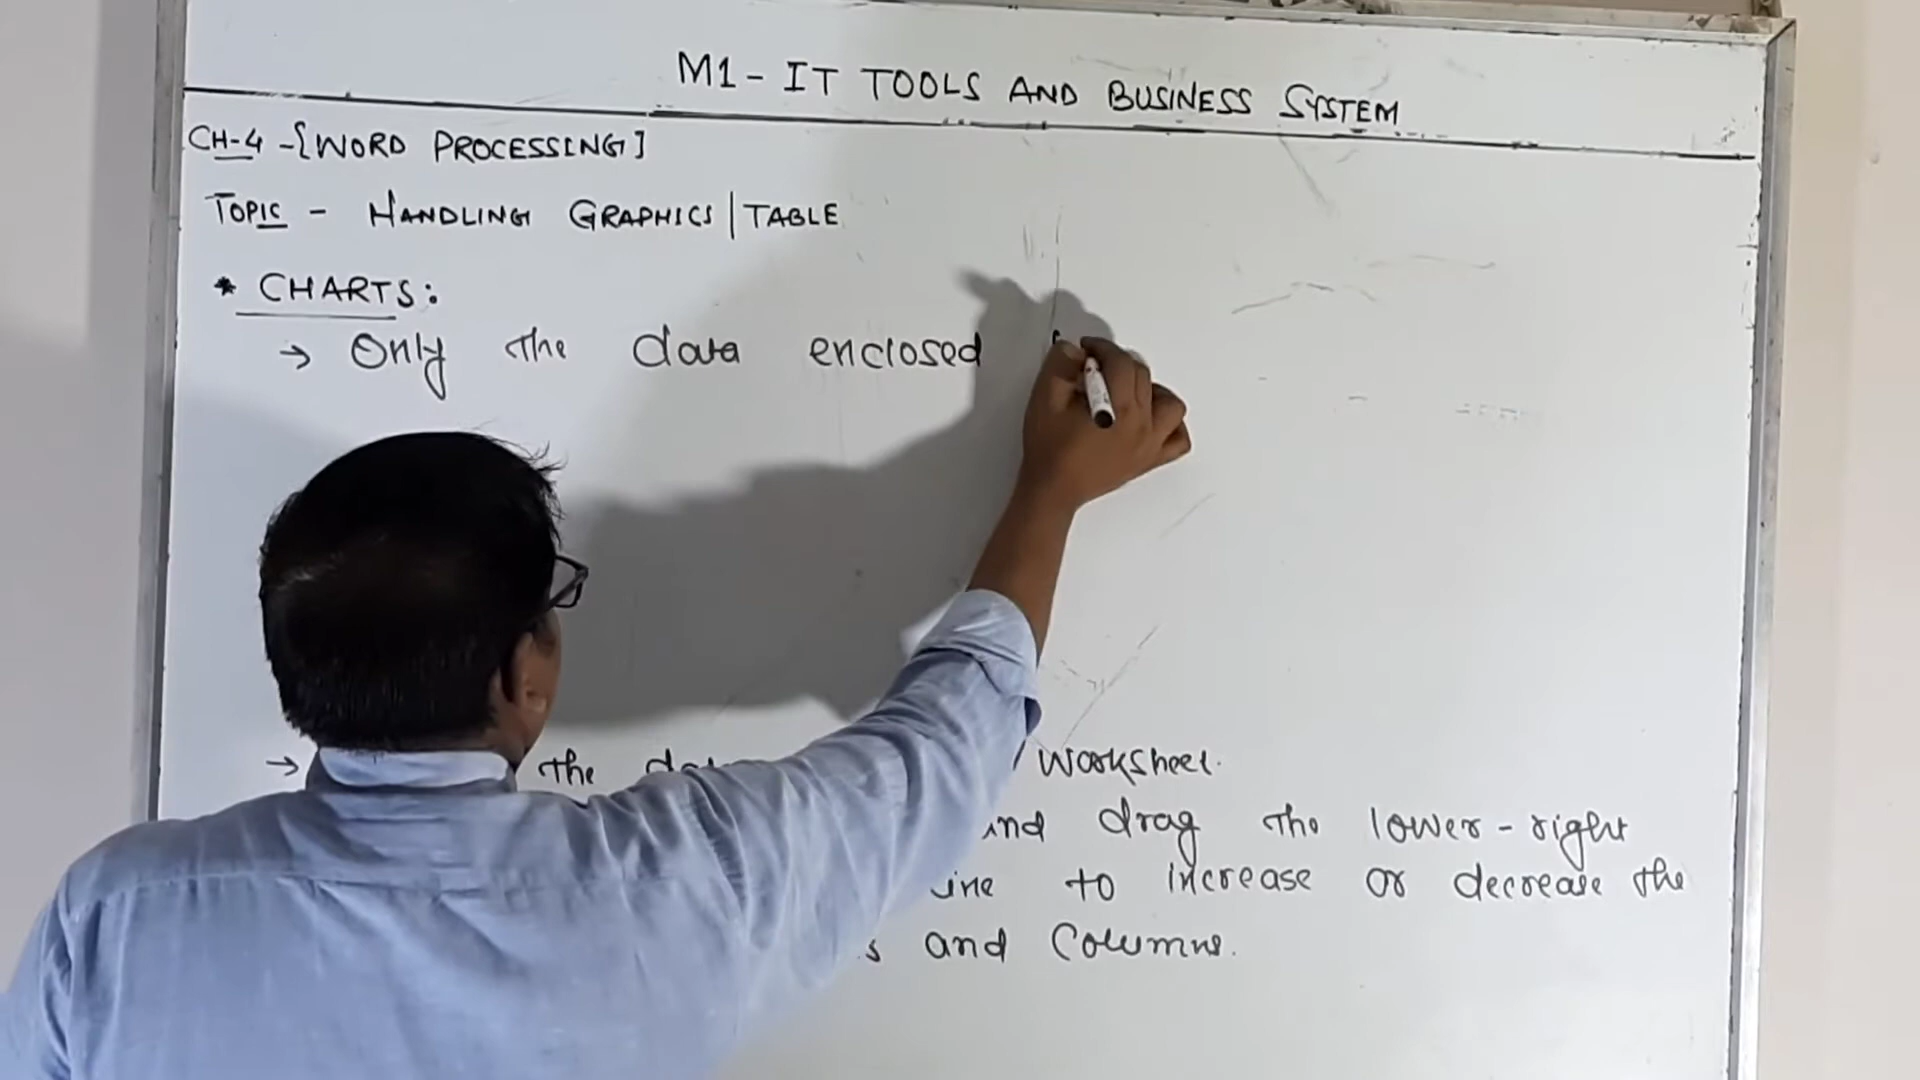 M1 - IT TOOLS AND BUSINESS SYSTEM
CH-4 - [WORD PROCESSING]
TOPIC - HANDLING GRAPHICS | TABLE
* CHARTS:
→ Only the data enclosed
→ the worksheet.
and drag the lower-right
to increase or decrease the
and columns.